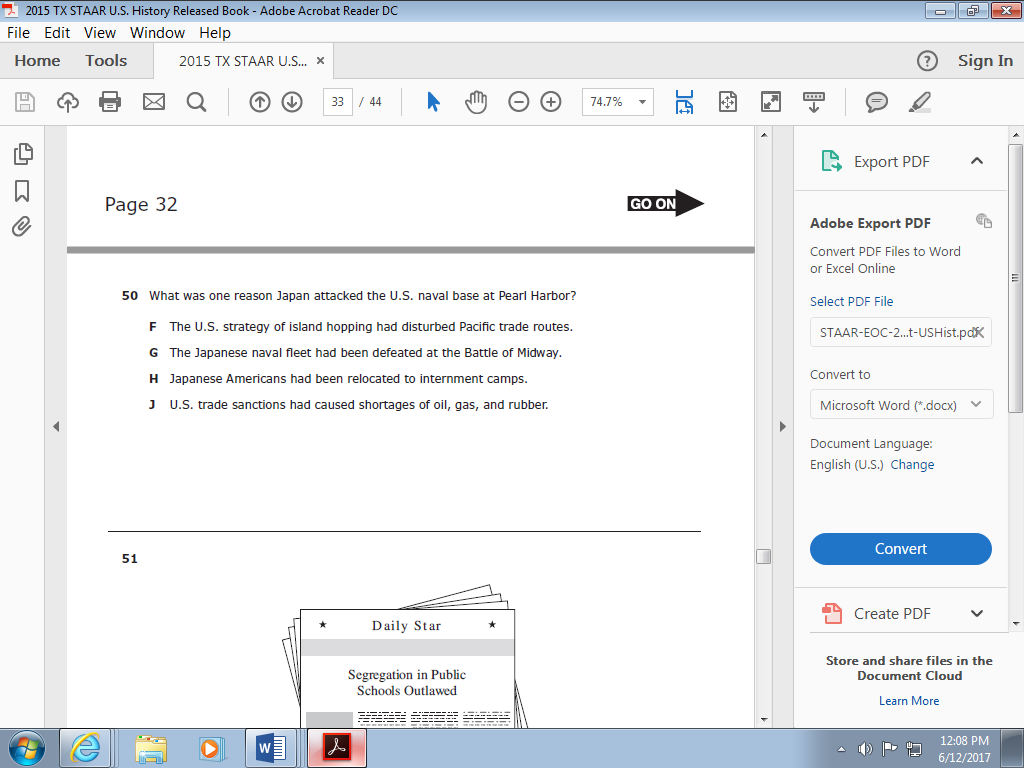 2015 TX STAAR U.S. History Released Book - Adobe Acrobat Reader DC
File Edit View Window Help
Home Tools 2015 TX STAAR U.S... × Sign In
33 / 44 74.7%
Page 32
GO ON
50 What was one reason Japan attacked the U.S. naval base at Pearl Harbor?
F The U.S. strategy of island hopping had disturbed Pacific trade routes.
G The Japanese naval fleet had been defeated at the Battle of Midway.
H Japanese Americans had been relocated to internment camps.
J U.S. trade sanctions had caused shortages of oil, gas, and rubber.
51
Daily Star
Segregation in Public
Schools Outlawed
Export PDF
Adobe Export PDF
Convert PDF Files to Word
or Excel Online
Select PDF File
STAAR-EOC-2...t-USHist.pdf
Convert to
Microsoft Word (*.docx)
Document Language:
English (U.S.) Change
Convert
Create PDF
Store and share files in the
Document Cloud
Learn More
12:08 PM
6/12/2017